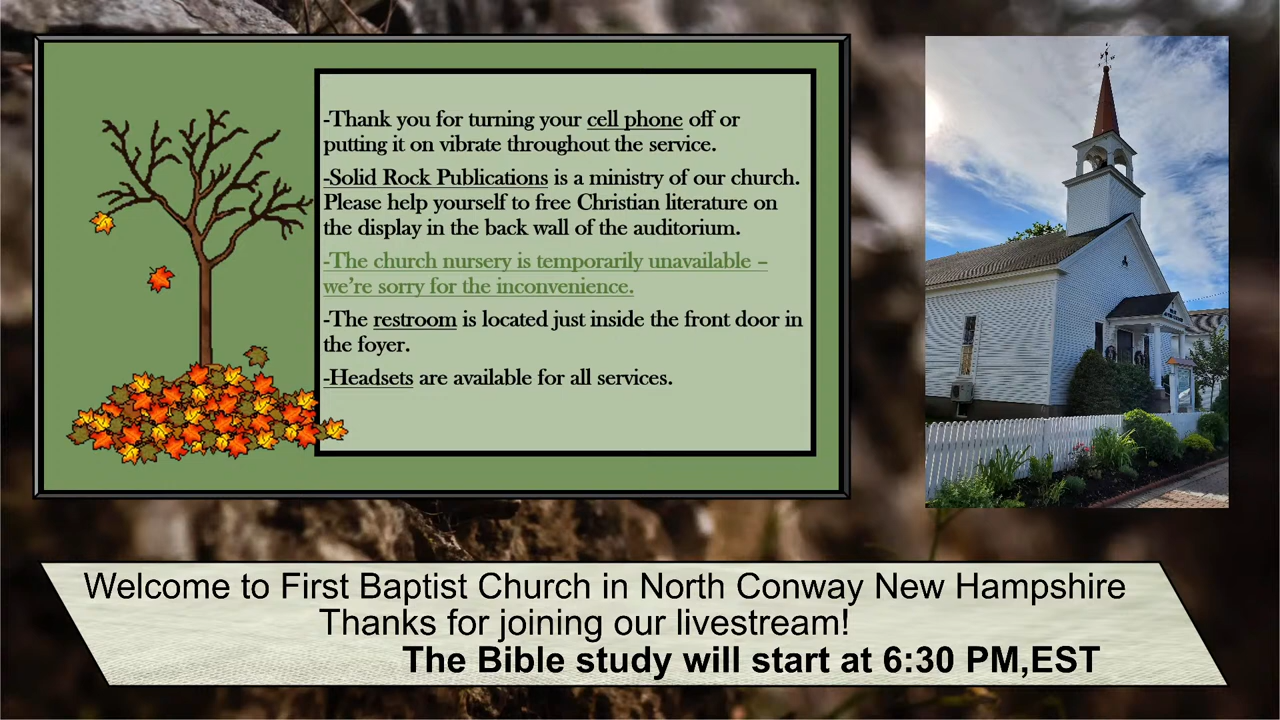 -Thank you for turning your cell phone off or
putting it on vibrate throughout the service.
-Solid Rock Publications is a ministry of our church.
Please help yourself to free Christian literature on
the display in the back wall of the auditorium.
-The church nursery is temporarily unavailable –
we're sorry for the inconvenience.
-The restroom is located just inside the front door in
the foyer.
-Headsets are available for all services.
Welcome to First Baptist Church in North Conway New Hampshire
Thanks for joining our livestream!
The Bible study will start at 6:30 PM,EST